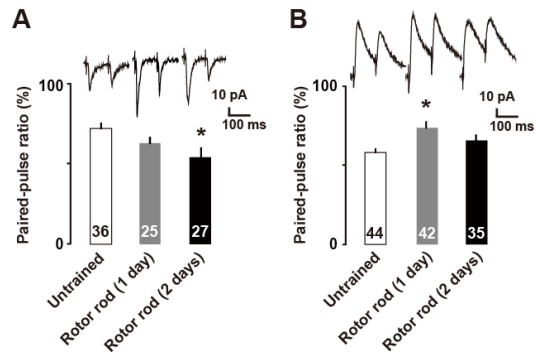 A
10 pA
100 ms
Paired-pulse ratio (%)
100
0
*
36
25
27
Untrained
Rotor rod (1 day)
Rotor rod (2 days)
B
10 pA
100 ms
Paired-pulse ratio (%)
100
0
*
44
42
35
Untrained
Rotor rod (1 day)
Rotor rod (2 days)